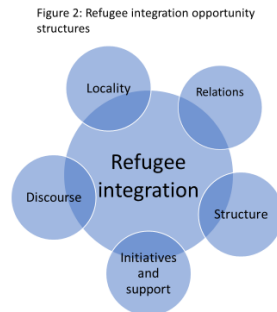 Figure 2: Refugee integration opportunity
structures
Locality
Relations
Refugee
integration
Discourse
Structure
Initiatives
and
support